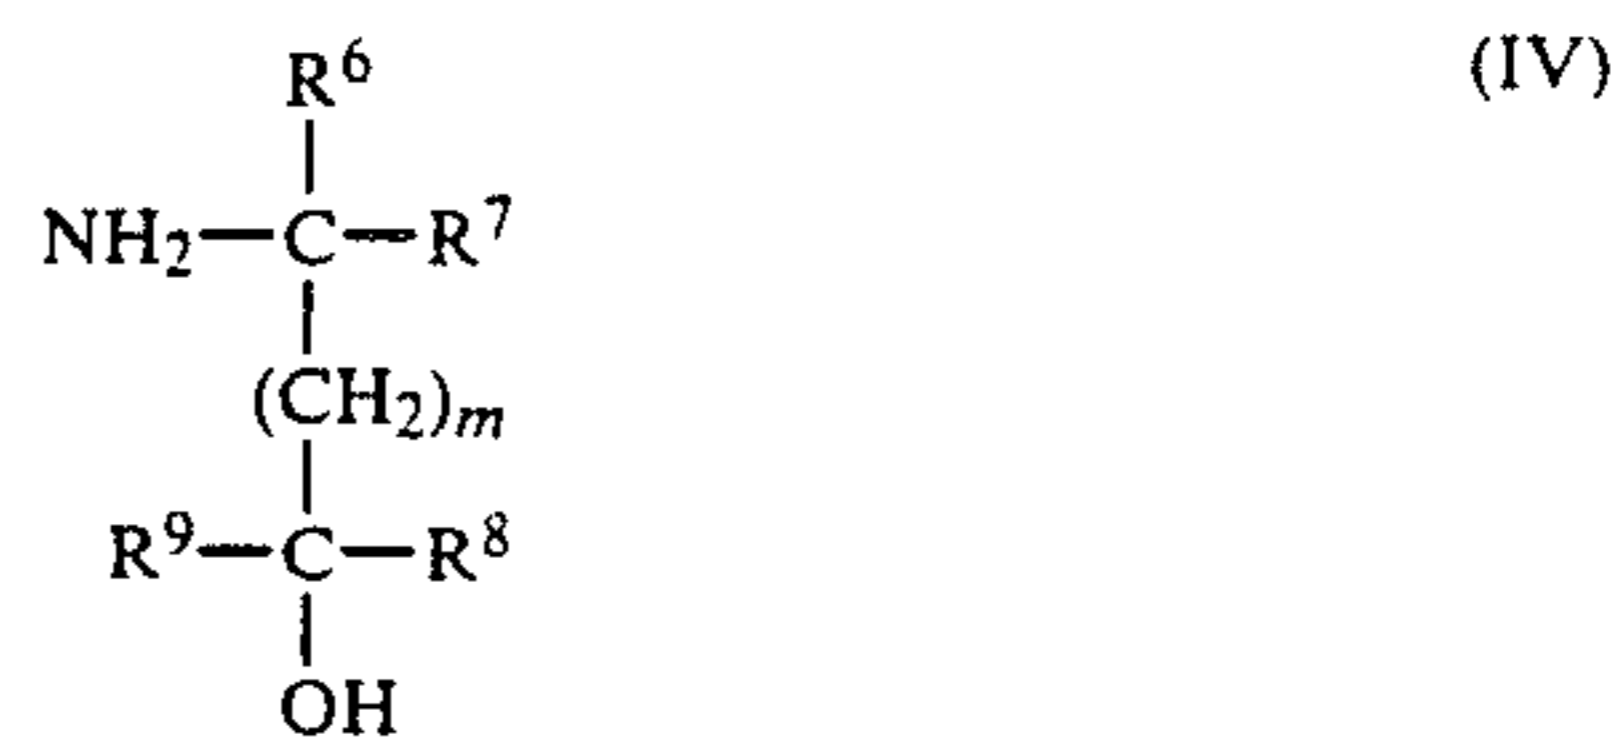 R⁶ (IV)
NH₂—C—R⁷
(CH₂)ₘ
R⁹—C—R⁸
OH